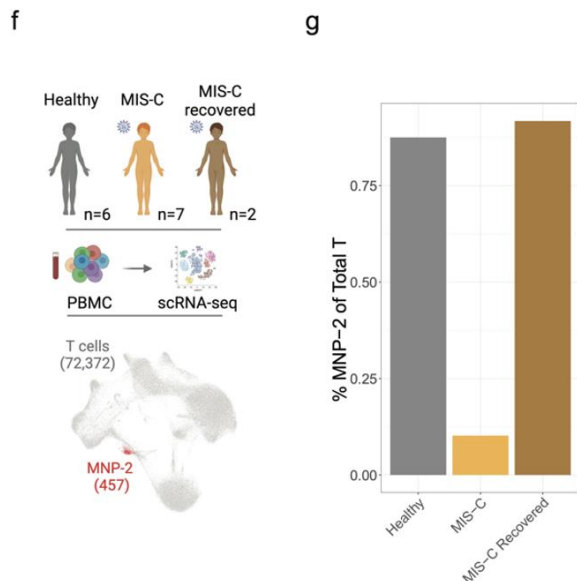 f
Healthy MIS-C MIS-C
recovered
n=6 n=7 n=2
PBMC scRNA-seq
T cells
(72,372)
MNP-2
(457)
g
% MNP-2 of Total T
0.75
0.50
0.25
0.00
Healthy
MIS-C
MIS-C Recovered